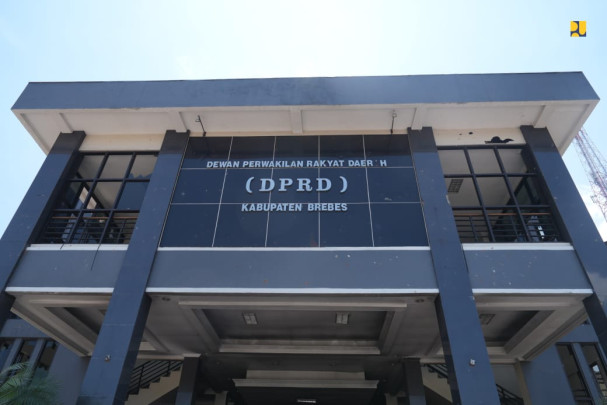 DEWAN PERWAKILAN RAKYAT DAER H
(DPRD)
KABUPATEN BREBES